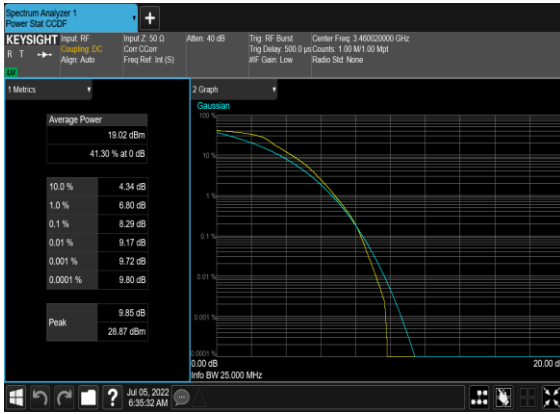 Spectrum Analyzer 1
Power Stat CCDF
KEYSIGHT
R T
LW
Input: RF
Coupling: DC
Align: Auto
Input Z: 50 Ω
Corr CCorr
Freq Ref: Int (S)
Atten: 40 dB
Trig: RF Burst
Trig Delay: 500.0 µs
#IF Gain: Low
Center Freq: 3.460020000 GHz
Counts: 1.00 M/1.00 Mpt
Radio Std: None
1 Metrics
Average Power
19.02 dBm
41.30 % at 0 dB
10.0 % 4.34 dB
1.0 % 6.80 dB
0.1 % 8.29 dB
0.01 % 9.17 dB
0.001 % 9.72 dB
0.0001 % 9.80 dB
Peak
9.85 dB
28.87 dBm
2 Graph
Gaussian
100 %
10 %
1 %
0.1 %
0.01 %
0.001 %
0.0001 %
0.00 dB
20.00 d
Info BW 25.000 MHz
Jul 05, 2022
6:35:32 AM